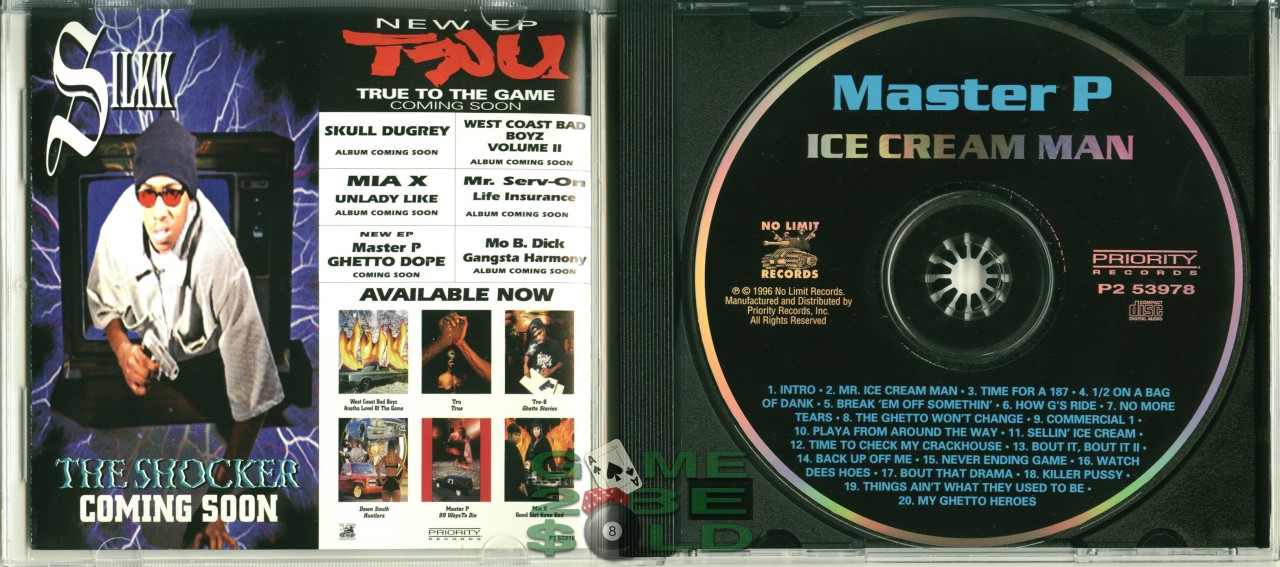 SILKK
THE SHOCKER
COMING SOON
NEW EP
TRU
TRUE TO THE GAME
COMING SOON
SKULL DUGREY
ALBUM COMING SOON
WEST COAST BAD
BOYZ
VOLUME II
ALBUM COMING SOON
MIA X
UNLADY LIKE
ALBUM COMING SOON
Mr. Serv-On
Life Insurance
ALBUM COMING SOON
NEW EP
Master P
GHETTO DOPE
COMING SOON
Mo B. Dick
Gangsta Harmony
ALBUM COMING SOON
AVAILABLE NOW
West Coast Bad Boyz
Anotha Level Of The Game
Tru
True
Tre-8
Ghetto Stories
Down South
Hustlers
Master P
99 Ways To Die
Mia X
Good Girl Gone Bad
PRIORITY
RECORDS
P2 53978
GAME
2 BE
$OLD
8
Master P
ICE CREAM MAN
NO LIMIT
RECORDS
℗ © 1996 No Limit Records.
Manufactured and Distributed by
Priority Records, Inc.
All Rights Reserved
PRIORITY
RECORDS
P2 53978
COMPACT
disc
DIGITAL AUDIO
1. INTRO • 2. MR. ICE CREAM MAN • 3. TIME FOR A 187 • 4. 1/2 ON A BAG
OF DANK • 5. BREAK 'EM OFF SOMETHIN' • 6. HOW G'S RIDE • 7. NO MORE
TEARS • 8. THE GHETTO WON'T CHANGE • 9. COMMERCIAL 1 •
10. PLAYA FROM AROUND THE WAY • 11. SELLIN' ICE CREAM •
12. TIME TO CHECK MY CRACKHOUSE • 13. BOUT IT, BOUT IT II •
14. BACK UP OFF ME • 15. NEVER ENDING GAME • 16. WATCH
DEES HOES • 17. BOUT THAT DRAMA • 18. KILLER PUSSY •
19. THINGS AIN'T WHAT THEY USED TO BE •
20. MY GHETTO HEROES